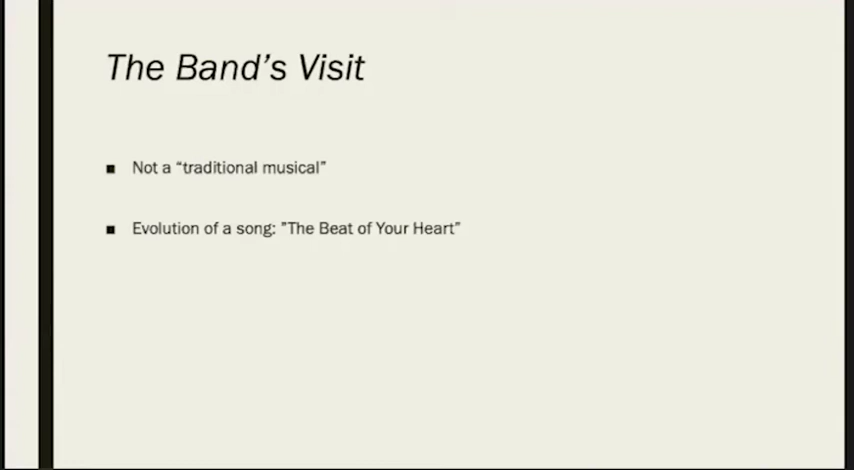 The Band’s Visit
Not a “traditional musical”
Evolution of a song: ”The Beat of Your Heart”